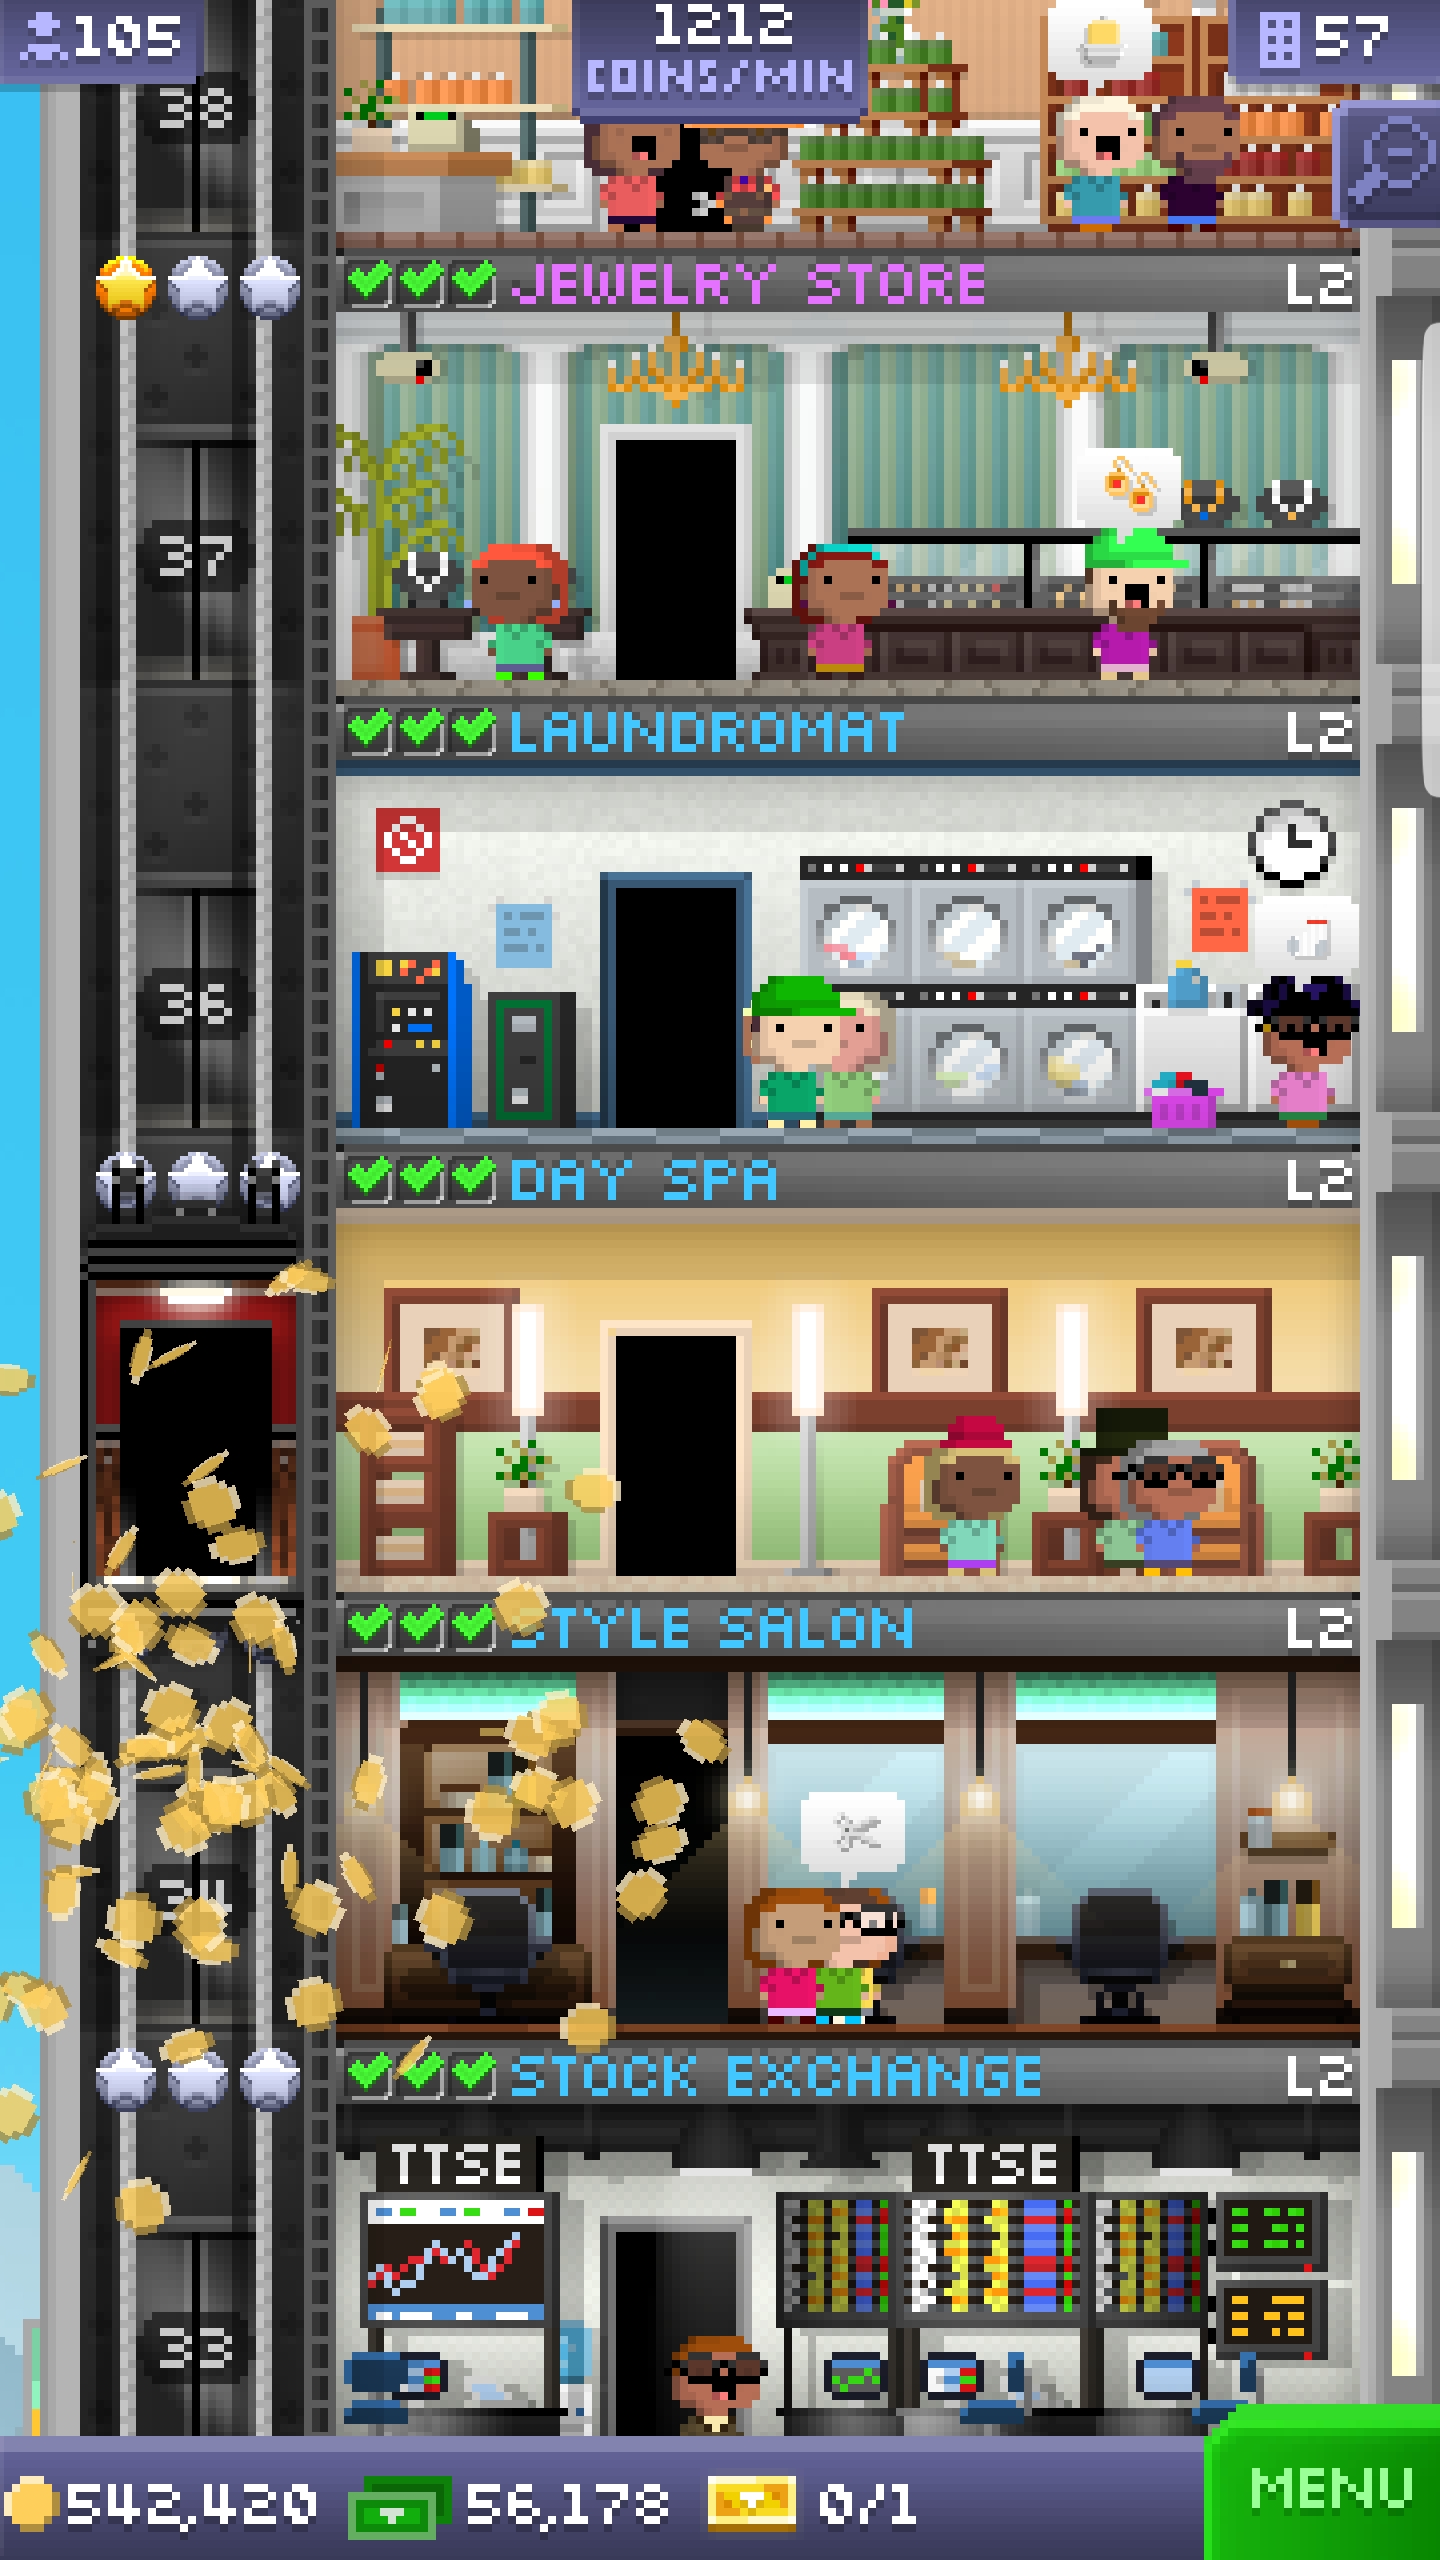 105
1212
COINS/MIN
57
38
JEWELRY STORE L2
37
LAUNDROMAT L2
36
DAY SPA L2
STYLE SALON L2
34
STOCK EXCHANGE L2
TTSE TTSE
33
542,420 56,178 0/1
MENU